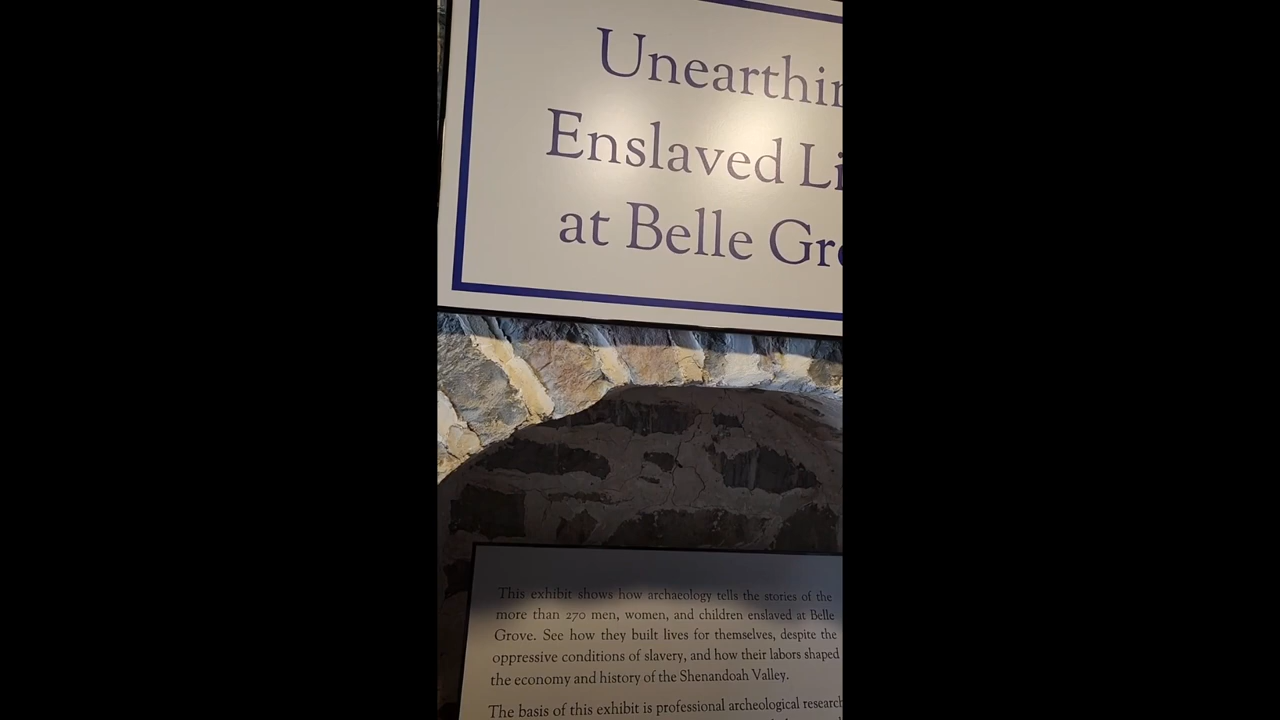 Unearthin
Enslaved Li
at Belle Gro
This exhibit shows how archaeology tells the stories of the
more than 270 men, women, and children enslaved at Belle
Grove. See how they built lives for themselves, despite the
oppressive conditions of slavery, and how their labors shaped
the economy and history of the Shenandoah Valley.
The basis of this exhibit is professional archeological research